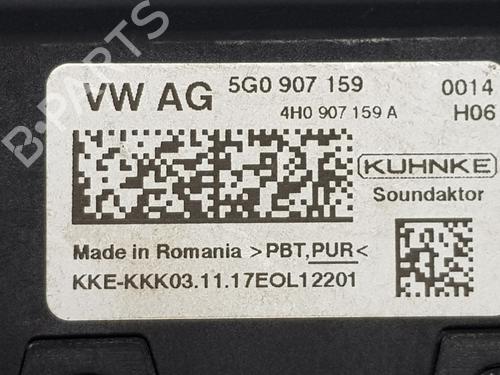 B-PARTS
VW AG 5G0 907 159 0014
4H0 907 159 A H06
KUHNKE
Soundaktor
Made in Romania >PBT,PUR<
KKE-KKK03.11.17EOL12201